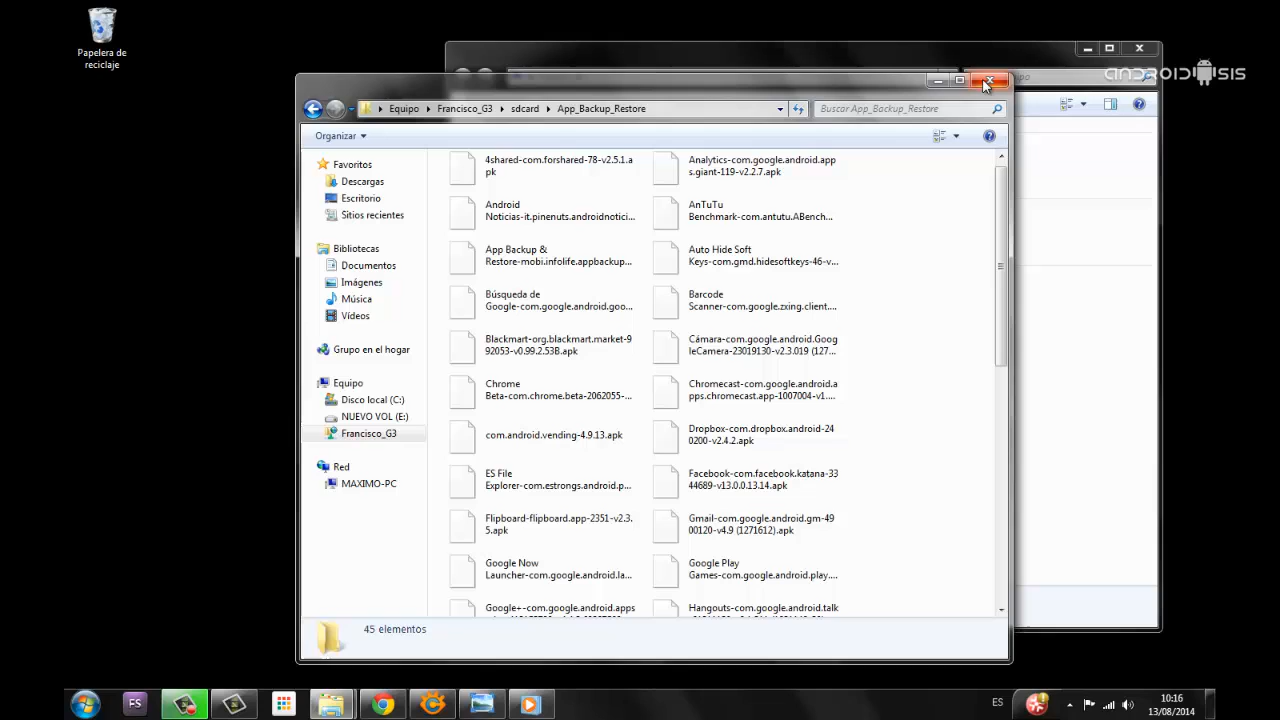 Papelera de
reciclaje
ANDROIDSIS
Equipo
Francisco_G3
sdcard
App_Backup_Restore
Buscar App_Backup_Restore
Organizar
Favoritos
Descargas
Escritorio
Sitios recientes
Bibliotecas
Documentos
Imágenes
Música
Vídeos
Grupo en el hogar
Equipo
Disco local (C:)
NUEVO VOL (E:)
Francisco_G3
Red
MAXIMO-PC
4shared-com.forshared-78-v2.5.1.a
pk
Analytics-com.google.android.app
s.giant-119-v2.2.7.apk
Android
Noticias-it.pinenuts.androidnotici...
AnTuTu
Benchmark-com.antutu.ABench...
App Backup &
Restore-mobi.infolife.appbackup...
Auto Hide Soft
Keys-com.gmd.hidesoftkeys-46-v...
Búsqueda de
Google-com.google.android.goo...
Barcode
Scanner-com.google.zxing.client....
Blackmart-org.blackmart.market-9
92053-v0.99.2.53B.apk
Cámara-com.google.android.Goog
leCamera-23019130-v2.3.019 (127...
Chrome
Beta-com.chrome.beta-2062055-...
Chromecast-com.google.android.a
pps.chromecast.app-1007004-v1....
com.android.vending-4.9.13.apk
Dropbox-com.dropbox.android-24
0200-v2.4.2.apk
ES File
Explorer-com.estrongs.android.p...
Facebook-com.facebook.katana-33
44689-v13.0.0.13.14.apk
Flipboard-flipboard.app-2351-v2.3.
5.apk
Gmail-com.google.android.gm-49
00120-v4.9 (1271612).apk
Google Now
Launcher-com.google.android.la...
Google Play
Games-com.google.android.play....
Google+-com.google.android.apps
Hangouts-com.google.android.talk
45 elementos
FS
ES
10:16
13/08/2014